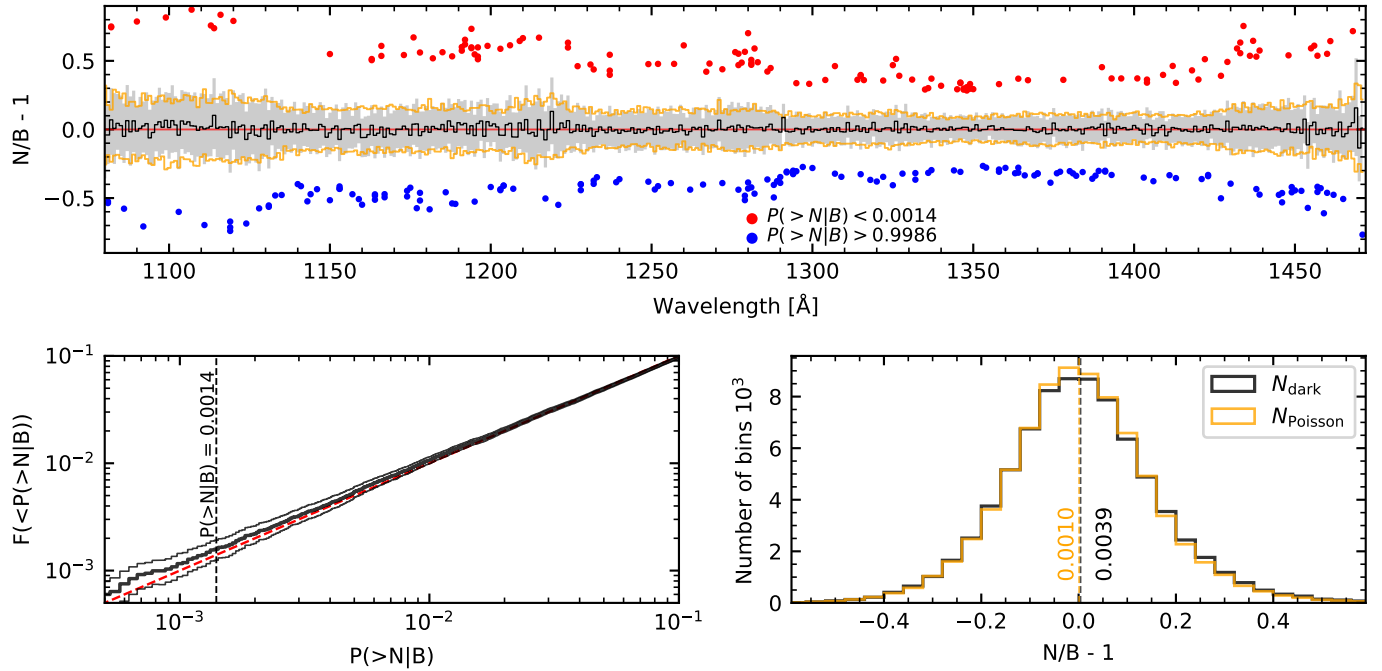 0.5
0.0
−0.5
N/B - 1
P(>N|B) < 0.0014
P(>N|B) > 0.9986
1100 1150 1200 1250 1300 1350 1400 1450
Wavelength [Å]
10⁻¹
10⁻²
10⁻³
F(<P(>N|B))
P(>N|B) = 0.0014
10⁻³ 10⁻² 10⁻¹
P(>N|B)
8
6
4
2
0
Number of bins 10³
N_dark
N_Poisson
0.0010
0.0039
−0.4 −0.2 0.0 0.2 0.4
N/B - 1